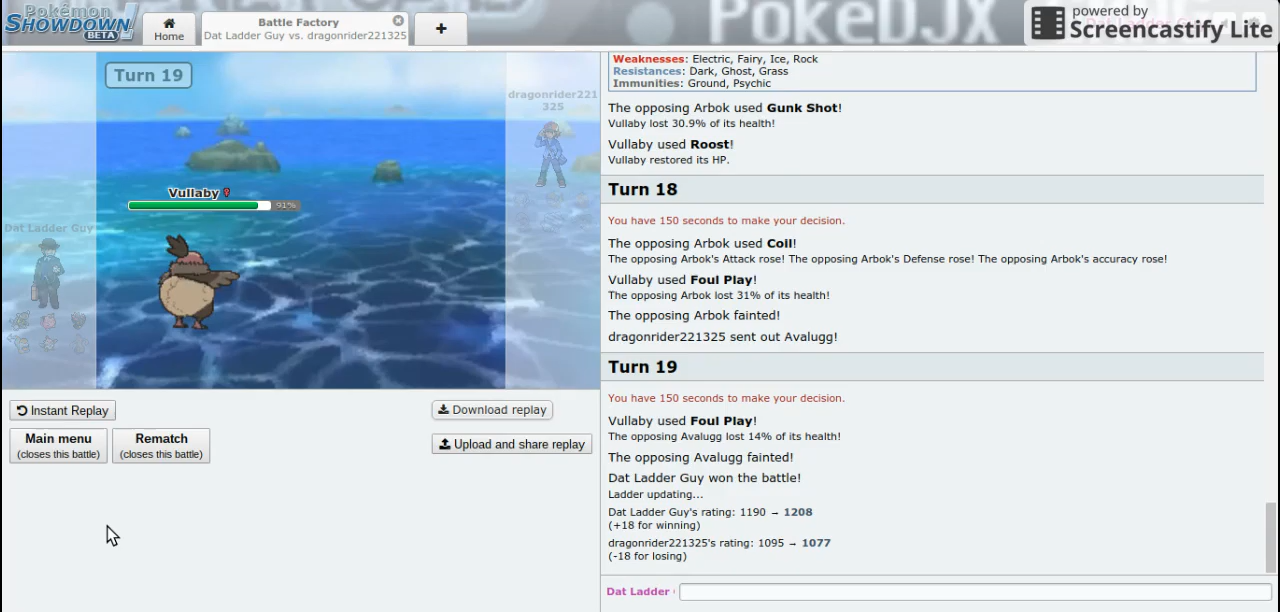 Pokémon
SHOWDOWN!
BETA
Home
Battle Factory
Dat Ladder Guy vs. dragonrider221325
+
PokeDJX
powered by
Screencastify Lite
Turn 19
dragonrider221
325
Vullaby
91%
Dat Ladder Guy
Instant Replay
Download replay
Main menu
(closes this battle)
Rematch
(closes this battle)
Upload and share replay
Weaknesses: Electric, Fairy, Ice, Rock
Resistances: Dark, Ghost, Grass
Immunities: Ground, Psychic
The opposing Arbok used Gunk Shot!
Vullaby lost 30.9% of its health!
Vullaby used Roost!
Vullaby restored its HP.
Turn 18
You have 150 seconds to make your decision.
The opposing Arbok used Coil!
The opposing Arbok's Attack rose! The opposing Arbok's Defense rose! The opposing Arbok's accuracy rose!
Vullaby used Foul Play!
The opposing Arbok lost 31% of its health!
The opposing Arbok fainted!
dragonrider221325 sent out Avalugg!
Turn 19
You have 150 seconds to make your decision.
Vullaby used Foul Play!
The opposing Avalugg lost 14% of its health!
The opposing Avalugg fainted!
Dat Ladder Guy won the battle!
Ladder updating...
Dat Ladder Guy's rating: 1190 → 1208
(+18 for winning)
dragonrider221325's rating: 1095 → 1077
(-18 for losing)
Dat Ladder